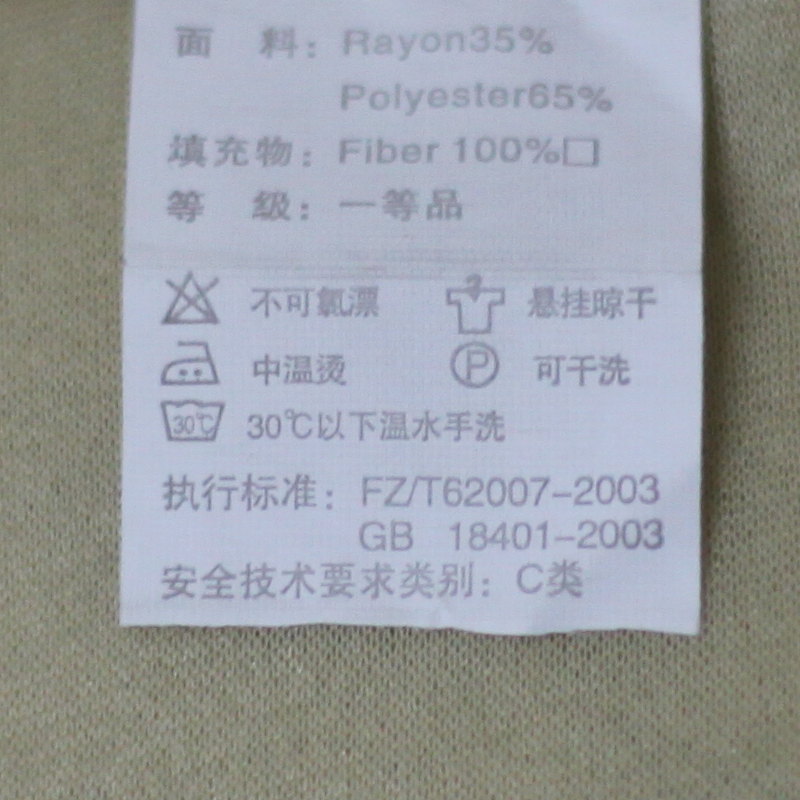 面 料：Rayon35%
Polyester65%
填充物：Fiber 100%□
等 级：一等品
不可氯漂 悬挂晾干
中温烫 P 可干洗
30℃ 30℃以下温水手洗
执行标准：FZ/T62007-2003
GB 18401-2003
安全技术要求类别：C类